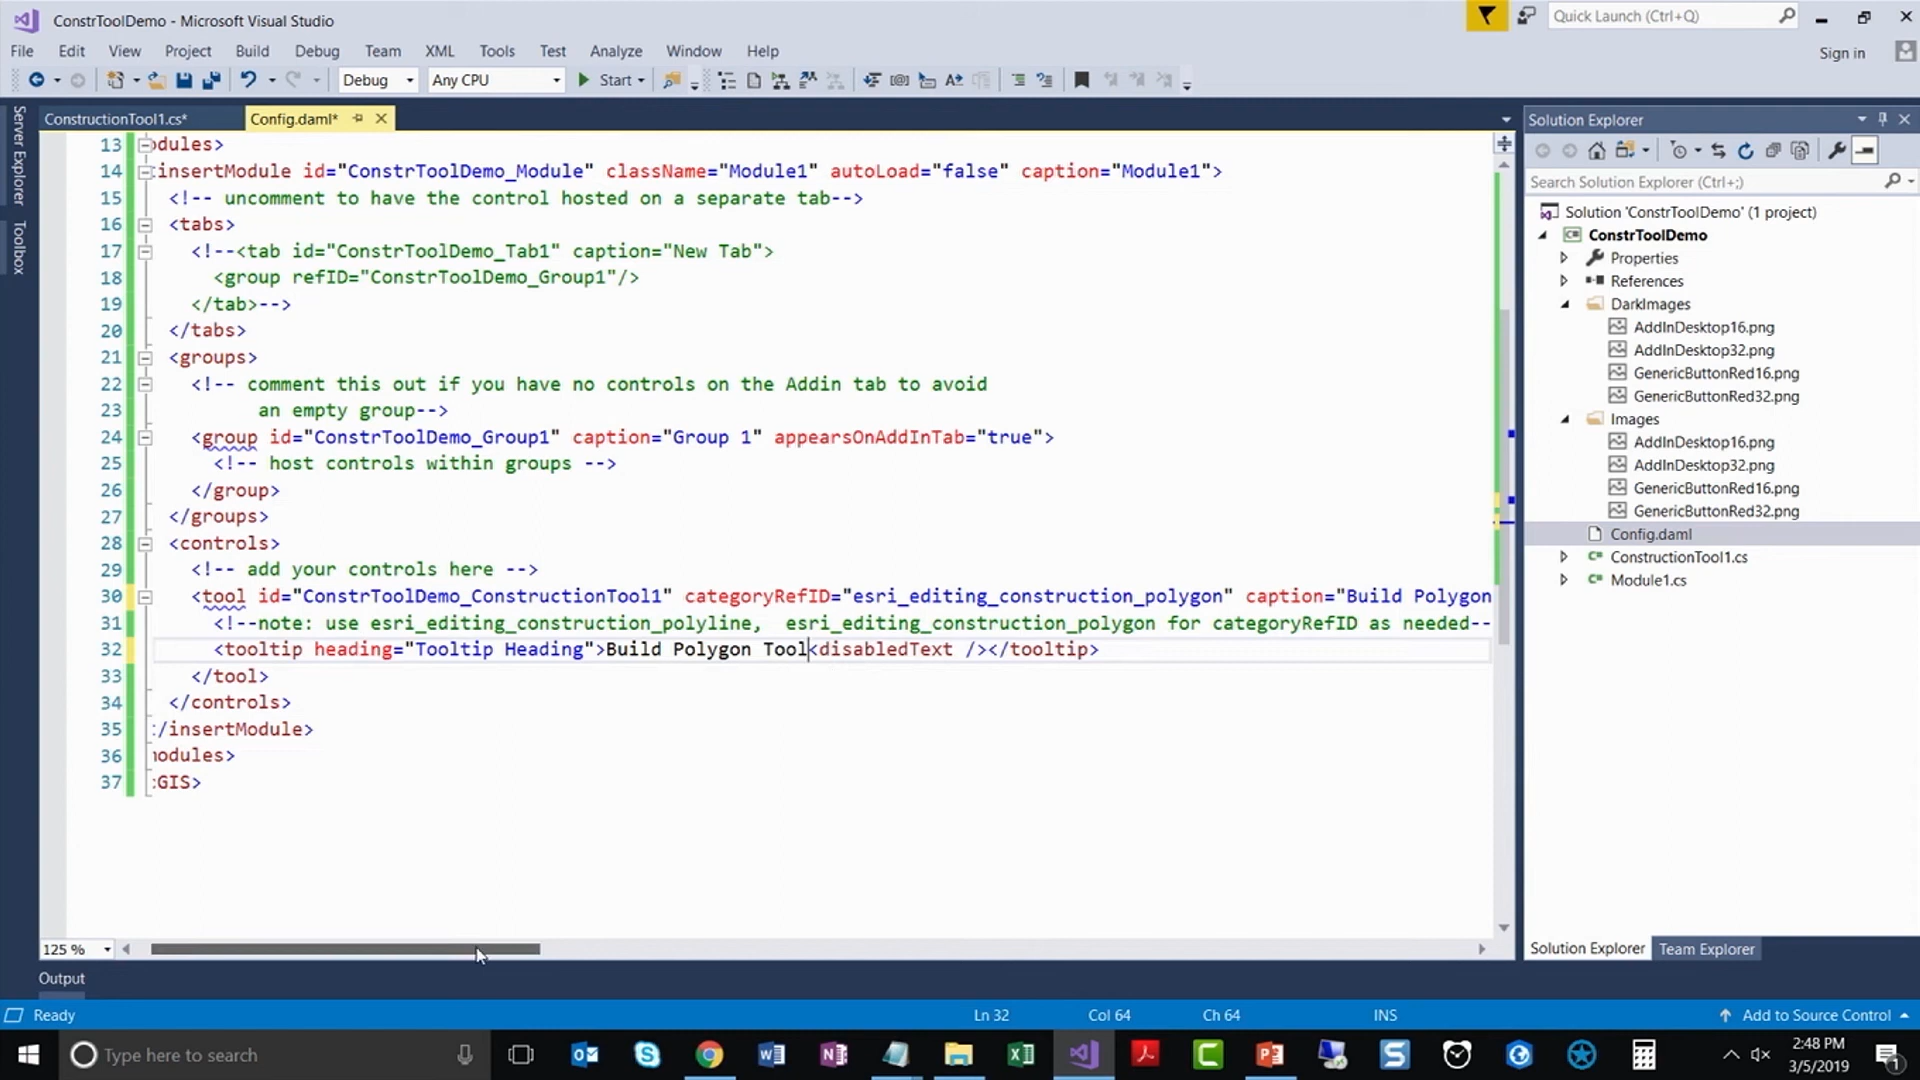 ConstrToolDemo - Microsoft Visual Studio
Quick Launch (Ctrl+Q)
File Edit View Project Build Debug Team XML Tools Test Analyze Window Help
Sign in
Debug Any CPU Start
Server Explorer
Toolbox
ConstructionTool1.cs* Config.daml*
13 odules>
14 insertModule id="ConstrToolDemo_Module" className="Module1" autoLoad="false" caption="Module1">
15 <!-- uncomment to have the control hosted on a separate tab-->
16 <tabs>
17 <!--<tab id="ConstrToolDemo_Tab1" caption="New Tab">
18 <group refID="ConstrToolDemo_Group1"/>
19 </tab>-->
20 </tabs>
21 <groups>
22 <!-- comment this out if you have no controls on the Addin tab to avoid
23 an empty group-->
24 <group id="ConstrToolDemo_Group1" caption="Group 1" appearsOnAddInTab="true">
25 <!-- host controls within groups -->
26 </group>
27 </groups>
28 <controls>
29 <!-- add your controls here -->
30 <tool id="ConstrToolDemo_ConstructionTool1" categoryRefID="esri_editing_construction_polygon" caption="Build Polygon
31 <!--note: use esri_editing_construction_polyline, esri_editing_construction_polygon for categoryRefID as needed--
32 <tooltip heading="Tooltip Heading">Build Polygon Tool<disabledText /></tooltip>
33 </tool>
34 </controls>
35 </insertModule>
36 odules>
37 GIS>
125 %
Output
Solution Explorer
Search Solution Explorer (Ctrl+;)
Solution 'ConstrToolDemo' (1 project)
ConstrToolDemo
Properties
References
DarkImages
AddInDesktop16.png
AddInDesktop32.png
GenericButtonRed16.png
GenericButtonRed32.png
Images
AddInDesktop16.png
AddInDesktop32.png
GenericButtonRed16.png
GenericButtonRed32.png
Config.daml
ConstructionTool1.cs
Module1.cs
Solution Explorer Team Explorer
Ready Ln 32 Col 64 Ch 64 INS Add to Source Control
Type here to search
2:48 PM
3/5/2019
1